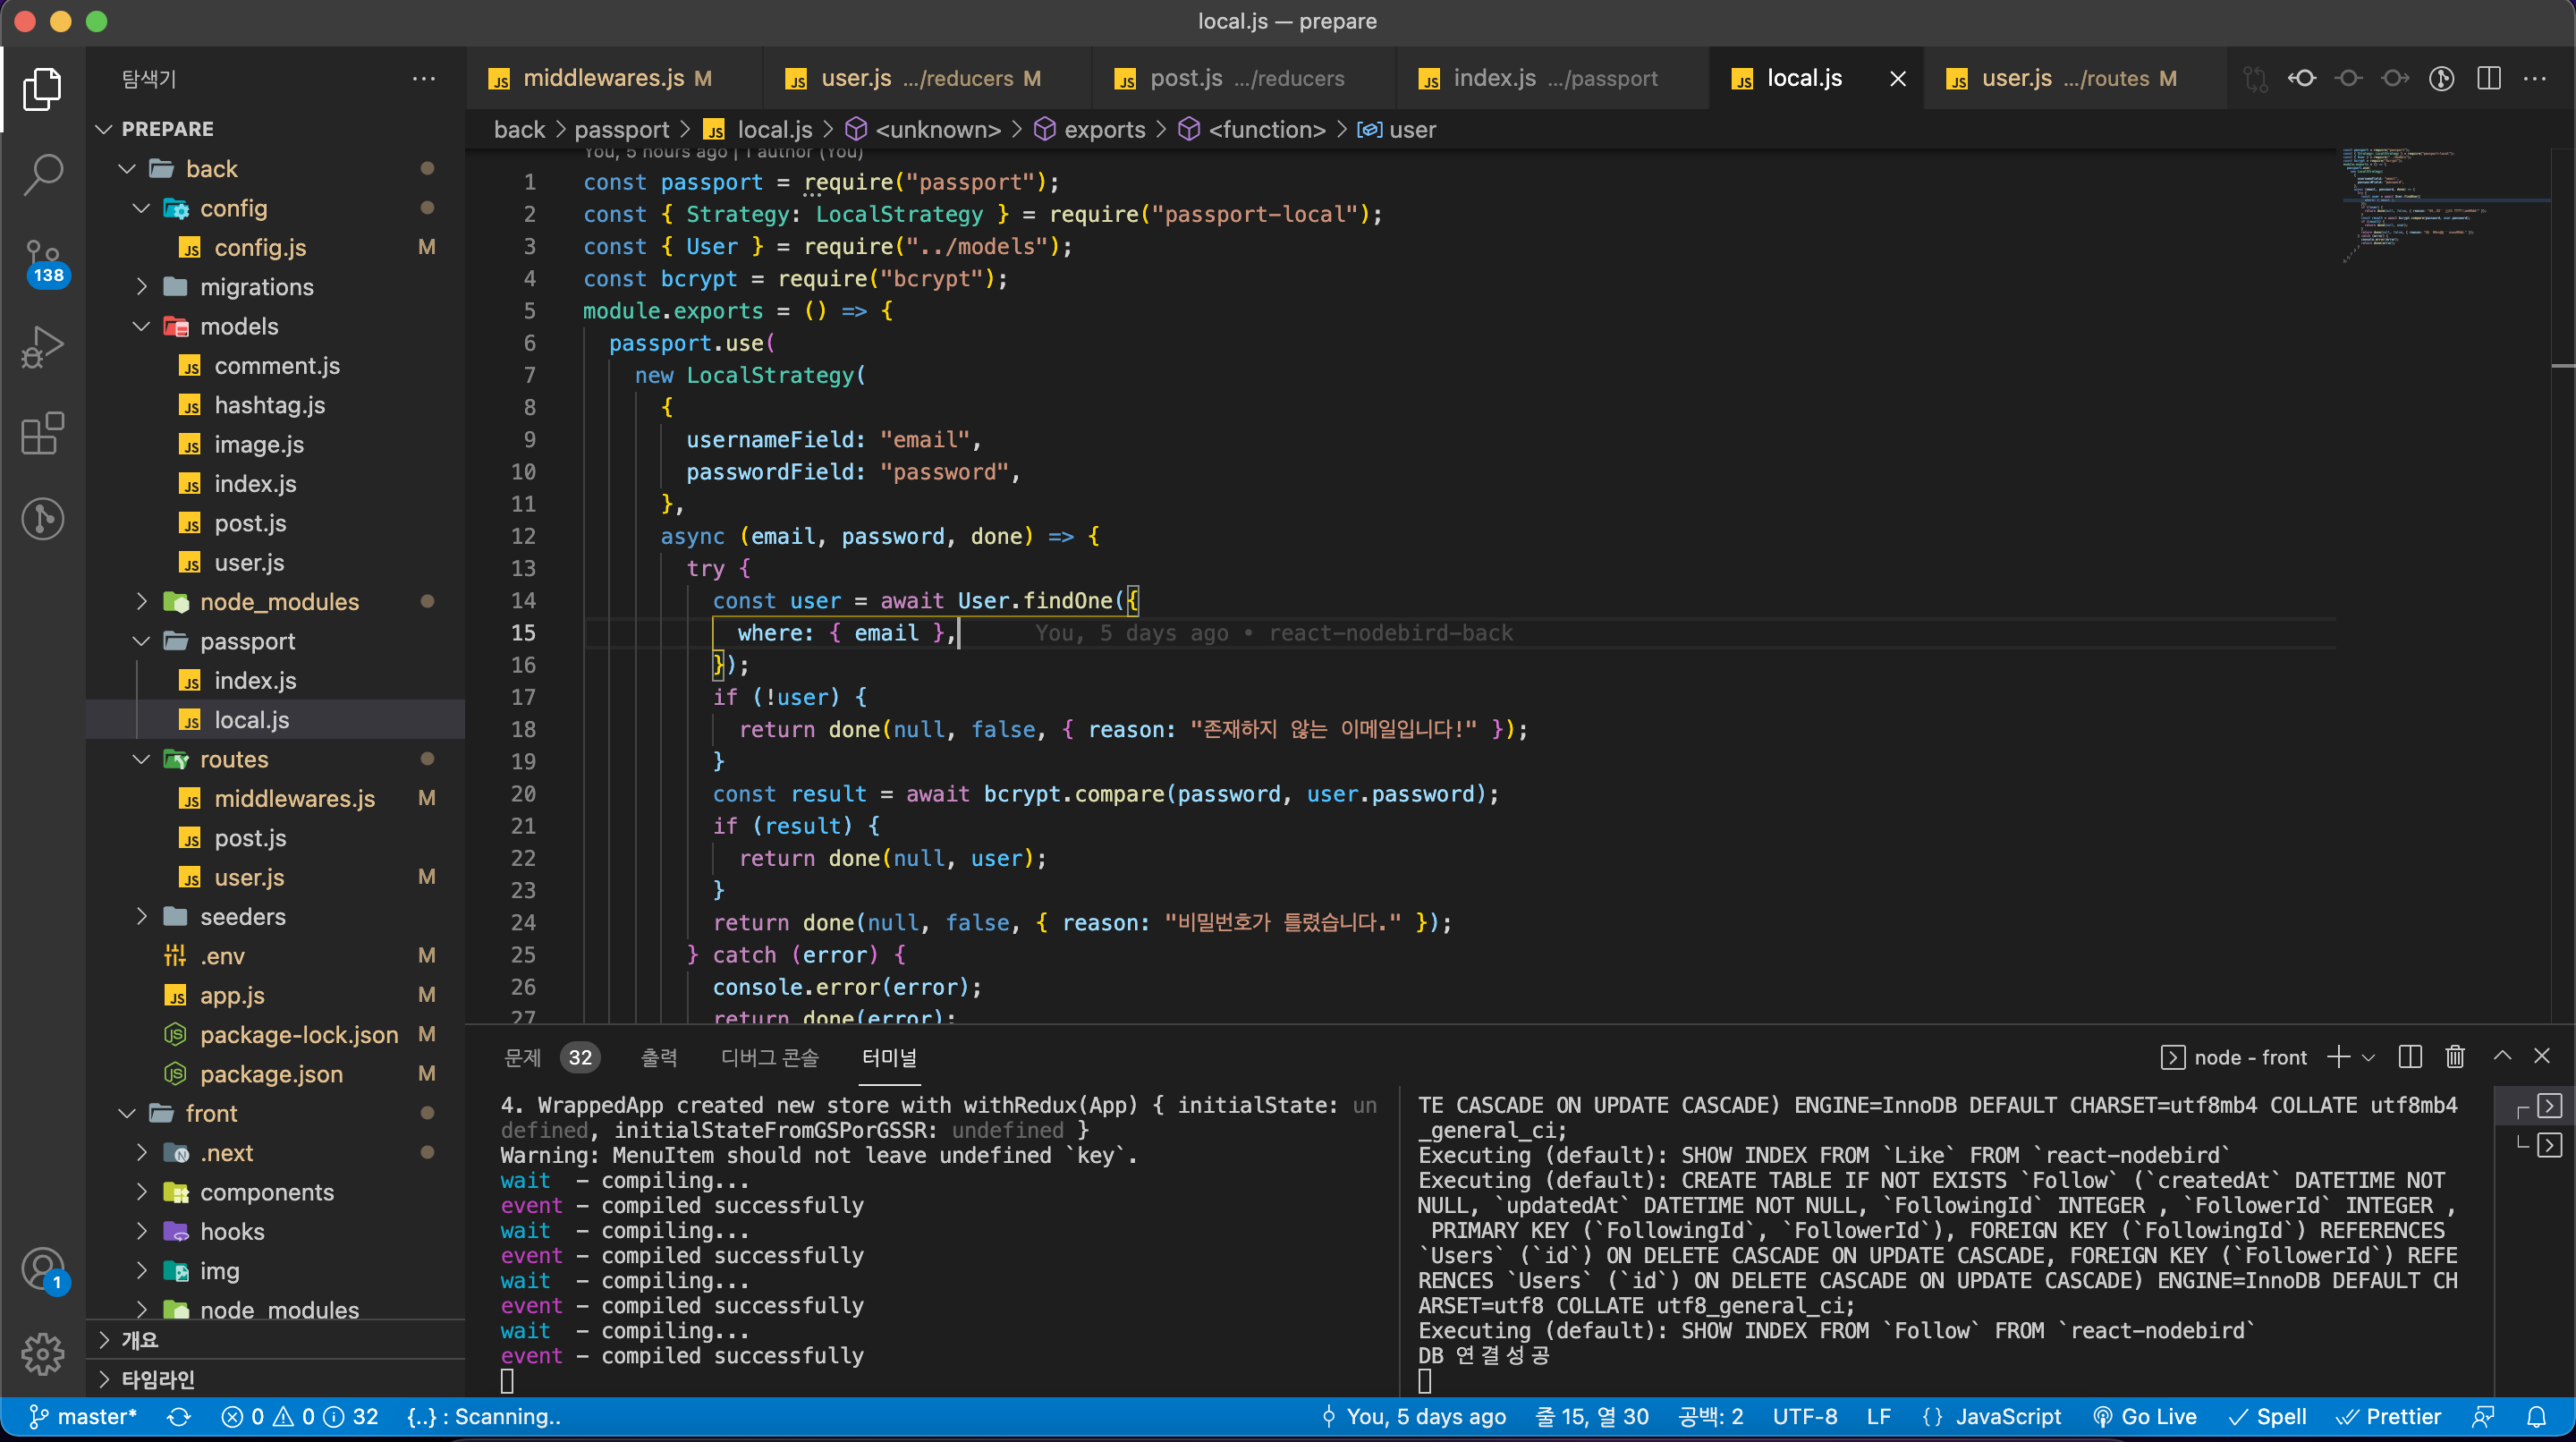 local.js — prepare
탐색기
PREPARE
back
config
config.js M
migrations
models
comment.js
hashtag.js
image.js
index.js
post.js
user.js
node_modules
passport
index.js
local.js
routes
middlewares.js M
post.js
user.js M
seeders
.env M
app.js M
package-lock.json M
package.json M
front
.next
components
hooks
img
node_modules
개요
타임라인
138
1
middlewares.js M
user.js .../reducers M
post.js .../reducers
index.js .../passport
local.js
user.js .../routes M
back > passport > local.js > <unknown> > exports > <function> > user
You, 5 hours ago | 1 author (You)
1 const passport = require("passport");
2 const { Strategy: LocalStrategy } = require("passport-local");
3 const { User } = require("../models");
4 const bcrypt = require("bcrypt");
5 module.exports = () => {
6 passport.use(
7 new LocalStrategy(
8 {
9 usernameField: "email",
10 passwordField: "password",
11 },
12 async (email, password, done) => {
13 try {
14 const user = await User.findOne({
15 where: { email }, You, 5 days ago • react-nodebird-back
16 });
17 if (!user) {
18 return done(null, false, { reason: "존재하지 않는 이메일입니다!" });
19 }
20 const result = await bcrypt.compare(password, user.password);
21 if (result) {
22 return done(null, user);
23 }
24 return done(null, false, { reason: "비밀번호가 틀렸습니다." });
25 } catch (error) {
26 console.error(error);
27 return done(error);
문제 32 출력 디버그 콘솔 터미널
node - front
4. WrappedApp created new store with withRedux(App) { initialState: un
defined, initialStateFromGSPorGSSR: undefined }
Warning: MenuItem should not leave undefined `key`.
wait - compiling...
event - compiled successfully
wait - compiling...
event - compiled successfully
wait - compiling...
event - compiled successfully
wait - compiling...
event - compiled successfully
TE CASCADE ON UPDATE CASCADE) ENGINE=InnoDB DEFAULT CHARSET=utf8mb4 COLLATE utf8mb4
_general_ci;
Executing (default): SHOW INDEX FROM `Like` FROM `react-nodebird`
Executing (default): CREATE TABLE IF NOT EXISTS `Follow` (`createdAt` DATETIME NOT
NULL, `updatedAt` DATETIME NOT NULL, `FollowingId` INTEGER , `FollowerId` INTEGER ,
PRIMARY KEY (`FollowingId`, `FollowerId`), FOREIGN KEY (`FollowingId`) REFERENCES
`Users` (`id`) ON DELETE CASCADE ON UPDATE CASCADE, FOREIGN KEY (`FollowerId`) REFE
RENCES `Users` (`id`) ON DELETE CASCADE ON UPDATE CASCADE) ENGINE=InnoDB DEFAULT CH
ARSET=utf8 COLLATE utf8_general_ci;
Executing (default): SHOW INDEX FROM `Follow` FROM `react-nodebird`
DB 연결성공
master* 0 0 32 {..} : Scanning..
You, 5 days ago 줄 15, 열 30 공백: 2 UTF-8 LF {} JavaScript Go Live Spell Prettier